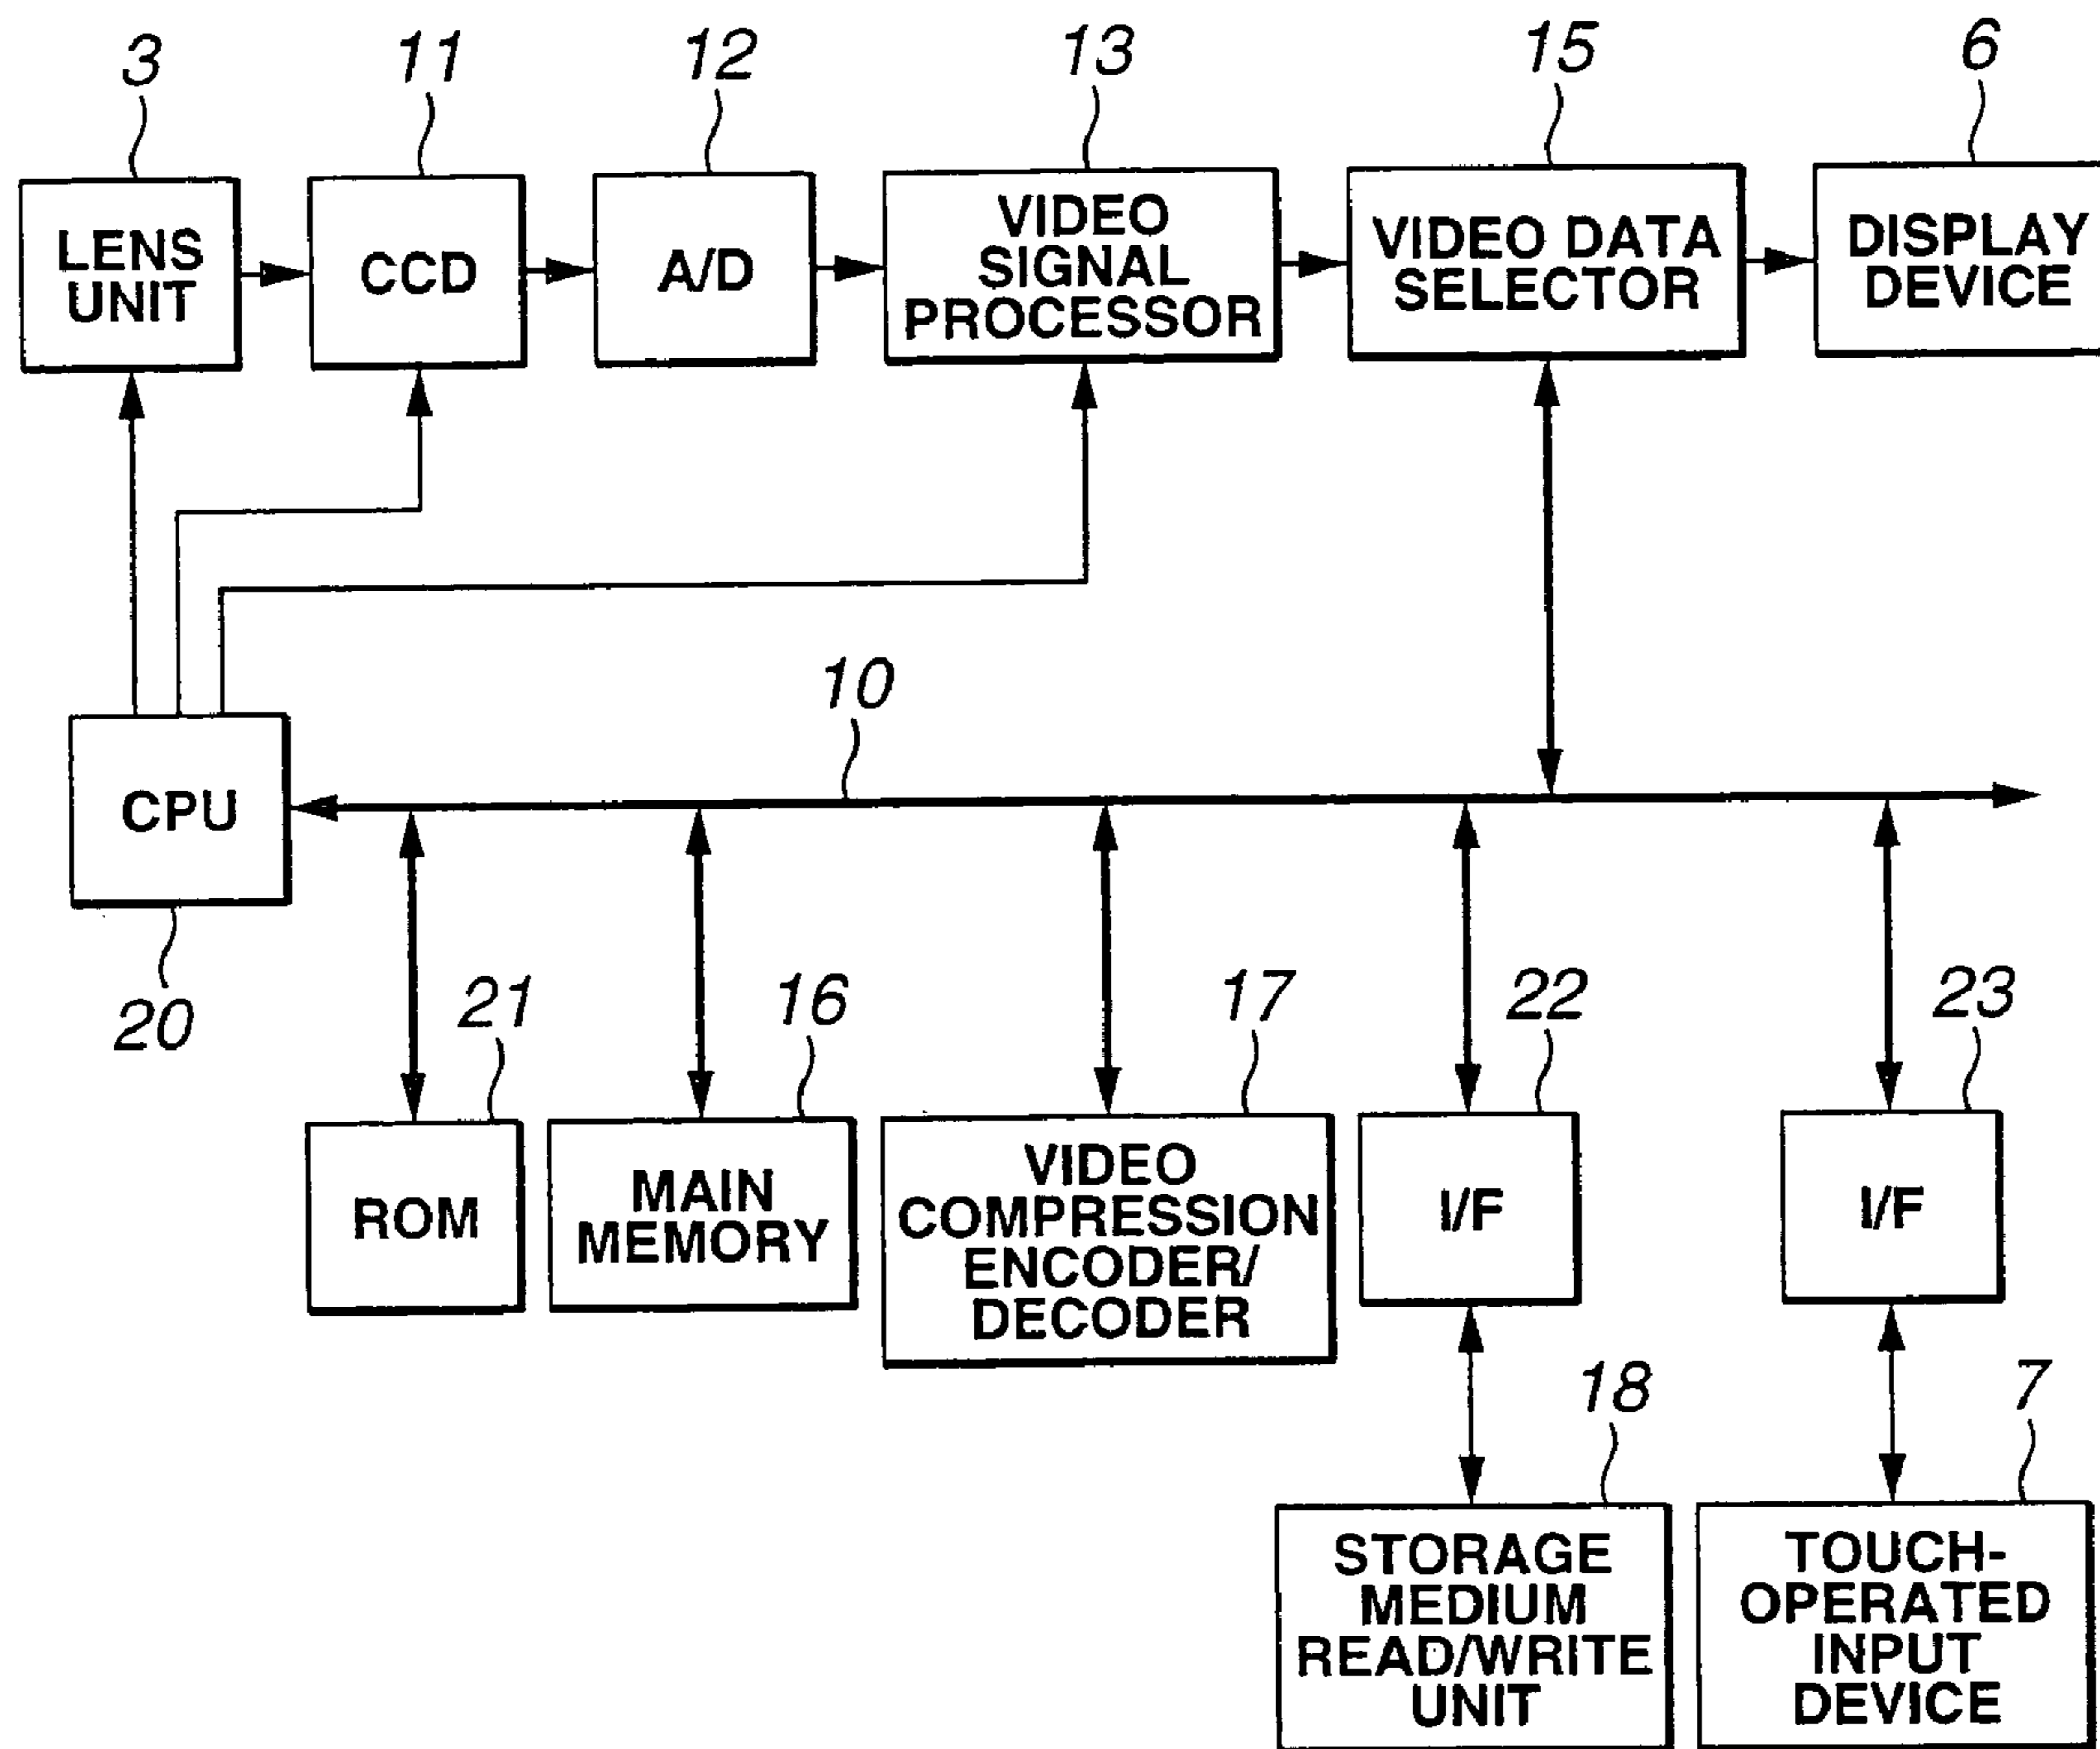 3
11
12
13
15
6
LENS
UNIT
CCD
A/D
VIDEO
SIGNAL
PROCESSOR
VIDEO DATA
SELECTOR
DISPLAY
DEVICE
10
CPU
20
21
16
17
22
23
ROM
MAIN
MEMORY
VIDEO
COMPRESSION
ENCODER/
DECODER
I/F
I/F
18
7
STORAGE
MEDIUM
READ/WRITE
UNIT
TOUCH-
OPERATED
INPUT
DEVICE